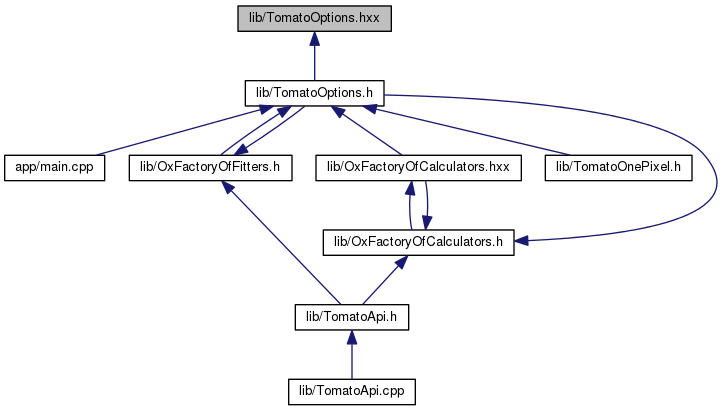 lib/TomatoOptions.hxx
lib/TomatoOptions.h
app/main.cpp
lib/OxFactoryOfFitters.h
lib/OxFactoryOfCalculators.hxx
lib/TomatoOnePixel.h
lib/OxFactoryOfCalculators.h
lib/TomatoApi.h
lib/TomatoApi.cpp